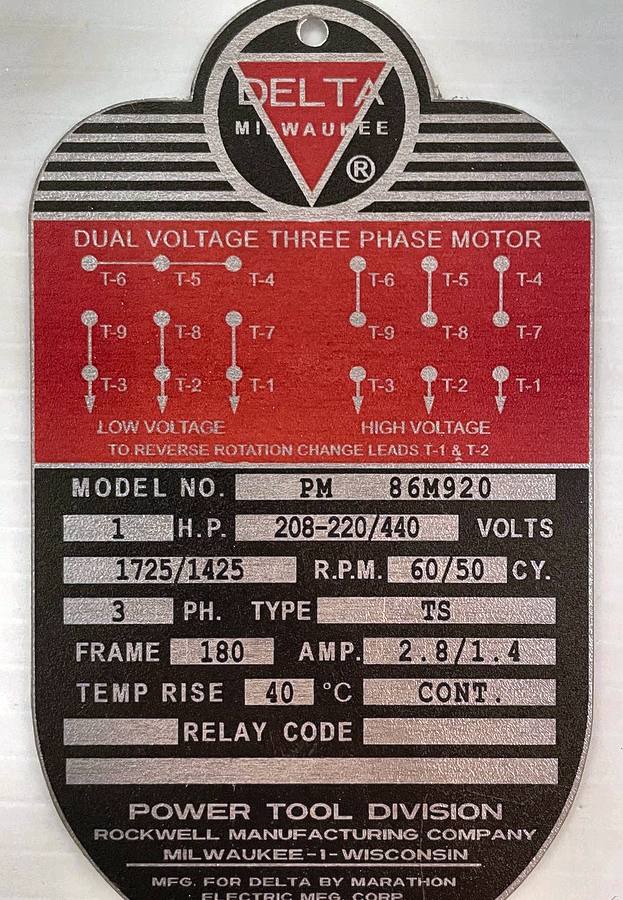 DELTA
MILWAUKEE
®
DUAL VOLTAGE THREE PHASE MOTOR
T-6 T-5 T-4 T-6 T-5 T-4
T-9 T-8 T-7 T-9 T-8 T-7
T-3 T-2 T-1 T-3 T-2 T-1
LOW VOLTAGE HIGH VOLTAGE
TO REVERSE ROTATION CHANGE LEADS T-1 & T-2
MODEL NO. PM 86M920
1 H.P. 208-220/440 VOLTS
1725/1425 R.P.M. 60/50 CY.
3 PH. TYPE TS
FRAME 180 AMP. 2.8/1.4
TEMP RISE 40 °C CONT.
RELAY CODE
POWER TOOL DIVISION
ROCKWELL MANUFACTURING COMPANY
MILWAUKEE-1-WISCONSIN
MFG. FOR DELTA BY MARATHON
ELECTRIC MFG. CORP.